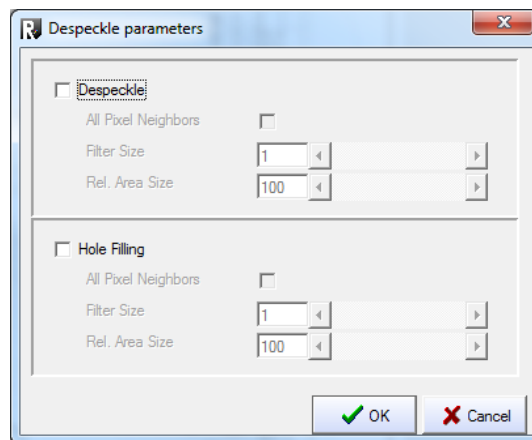 Despeckle parameters
Despeckle
All Pixel Neighbors
Filter Size 1
Rel. Area Size 100
Hole Filling
All Pixel Neighbors
Filter Size 1
Rel. Area Size 100
OK Cancel